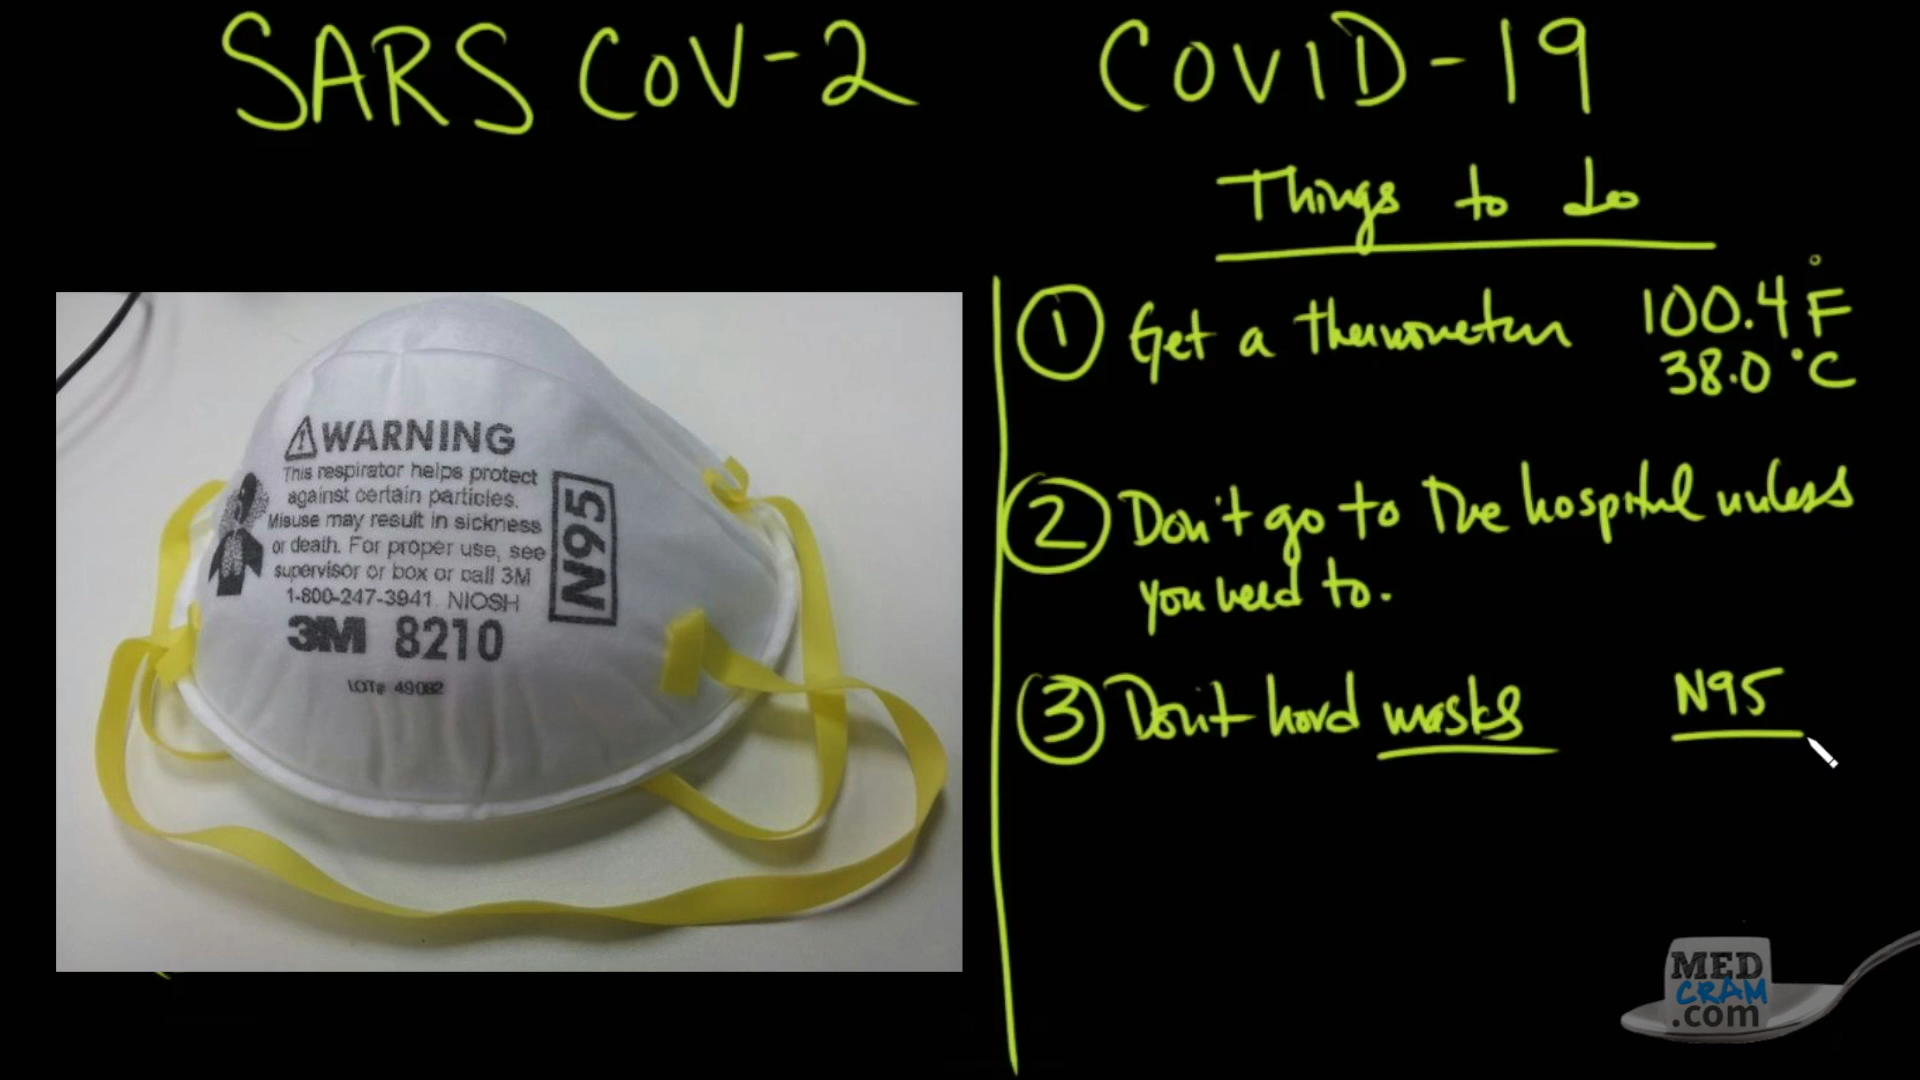 SARS CoV-2
COVID-19
Things to do
WARNING
This respirator helps protect
against certain particles.
Misuse may result in sickness
or death. For proper use, see
supervisor or box or call 3M
1-800-247-3941. NIOSH
3M 8210
LOT# 49082
N95
1 Get a thermometer 100.4 °F
38.0 °C
2 Don't go to the hospital unless
you need to.
3 Don't hord masks N95
MED
CRAM
.com